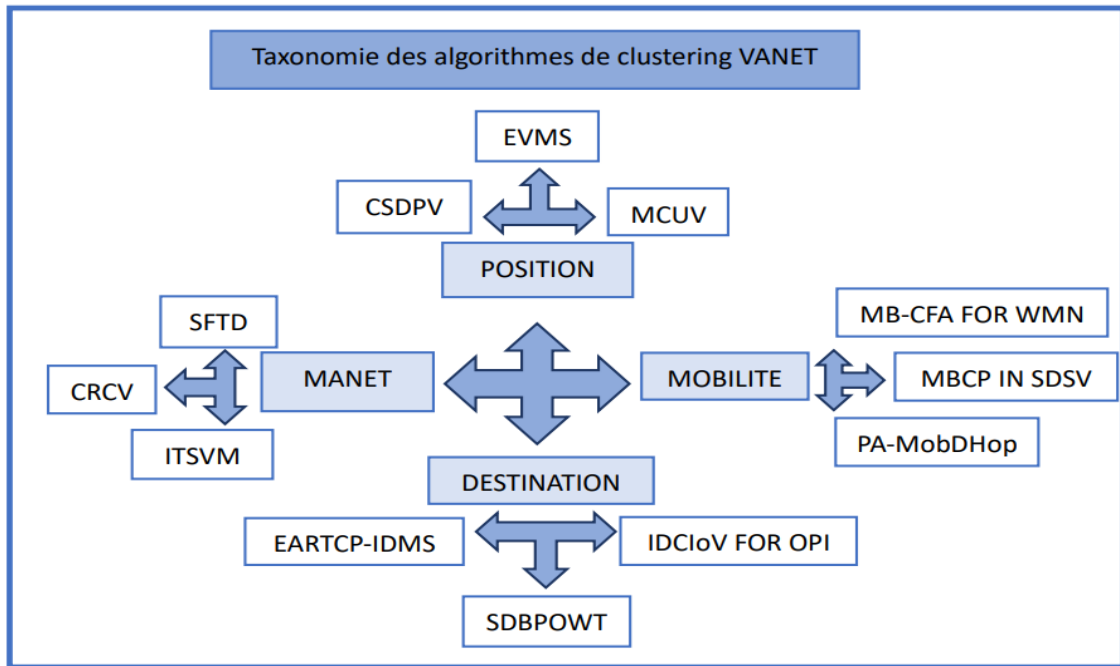 Taxonomie des algorithmes de clustering VANET
EVMS
CSDPV
MCUV
POSITION
SFTD
MB-CFA FOR WMN
CRCV
MANET
MOBILITE
MBCP IN SDSV
ITSVM
PA-MobDHop
DESTINATION
EARTCP-IDMS
IDCIoV FOR OPI
SDBPOWT